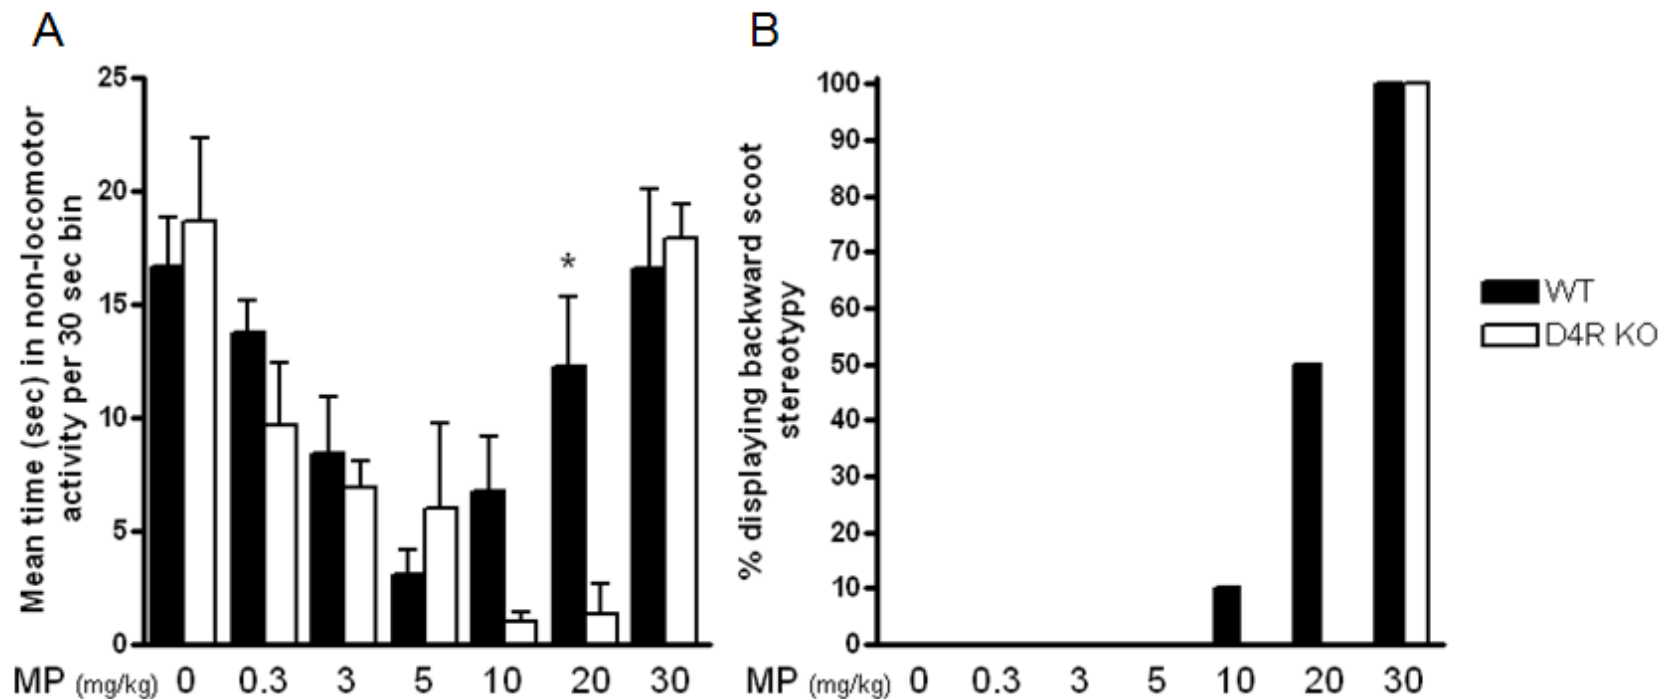 A
Mean time (sec) in non-locomotor
activity per 30 sec bin
25
20
15
10
5
0
*
MP (mg/kg) 0 0.3 3 5 10 20 30
B
% displaying backward scoot
stereotypy
100
90
80
70
60
50
40
30
20
10
0
MP (mg/kg) 0 0.3 3 5 10 20 30
WT
D4R KO